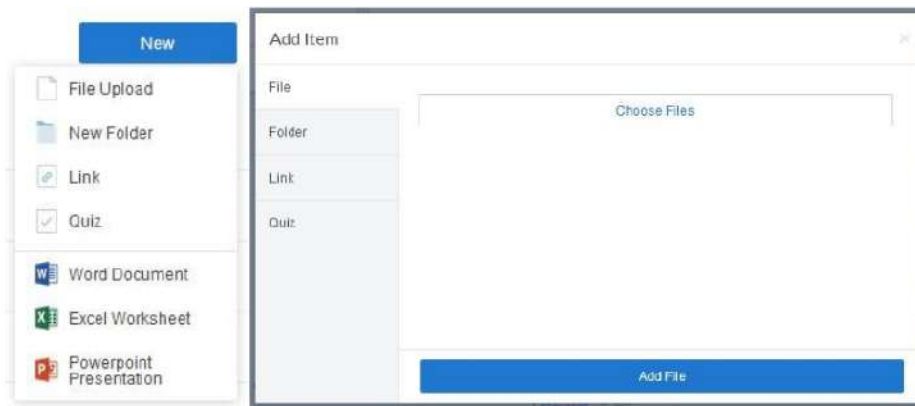 New
File Upload
New Folder
Link
Quiz
Word Document
Excel Worksheet
Powerpoint
Presentation
Add Item
File
Folder
Link
Quiz
Choose Files
Add File